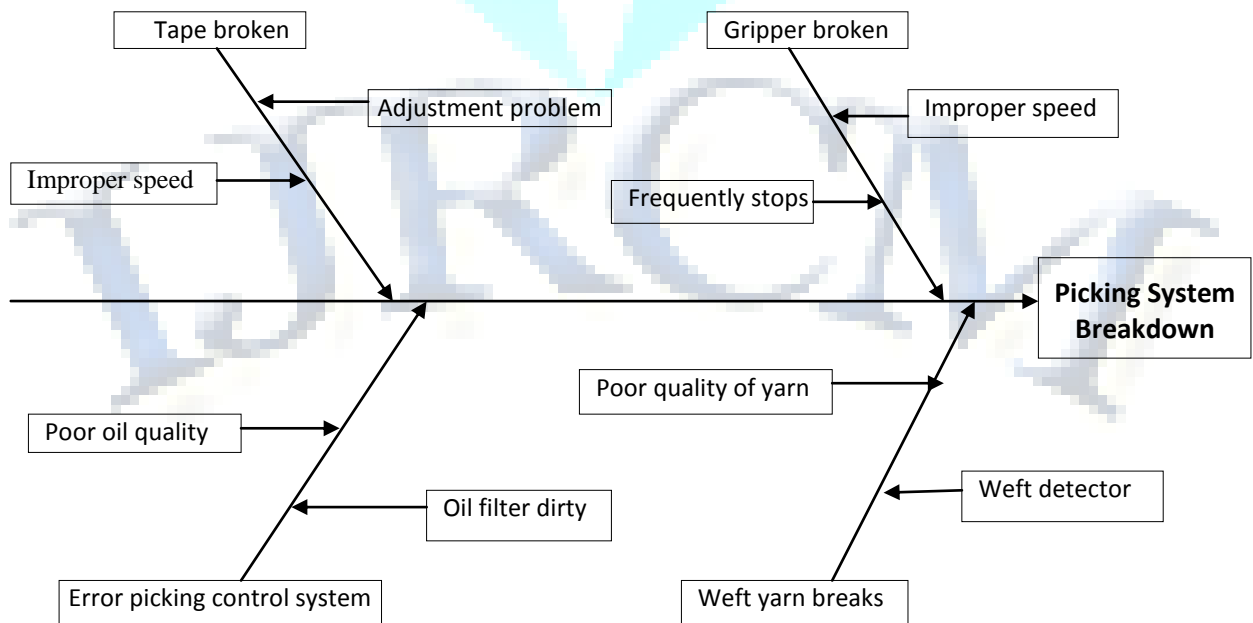 Tape broken
Gripper broken
Adjustment problem
Improper speed
Improper speed
Frequently stops
Picking System
Breakdown
Poor quality of yarn
Poor oil quality
Weft detector
Oil filter dirty
Error picking control system
Weft yarn breaks
IJRCM